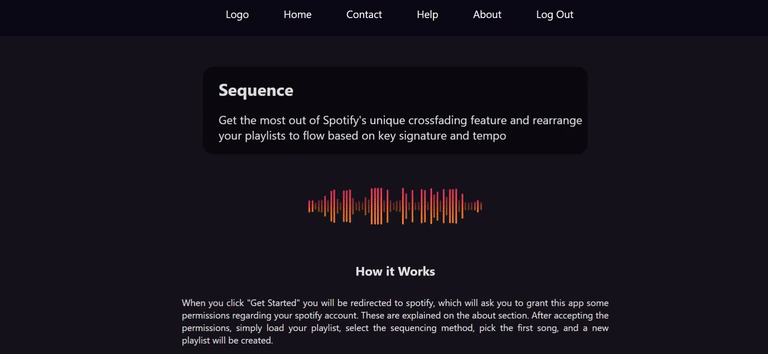 Logo Home Contact Help About Log Out
Sequence
Get the most out of Spotify's unique crossfading feature and rearrange
your playlists to flow based on key signature and tempo
How it Works
When you click "Get Started" you will be redirected to spotify, which will ask you to grant this app some
permissions regarding your spotify account. These are explained on the about section. After accepting the
permissions, simply load your playlist, select the sequencing method, pick the first song, and a new
playlist will be created.